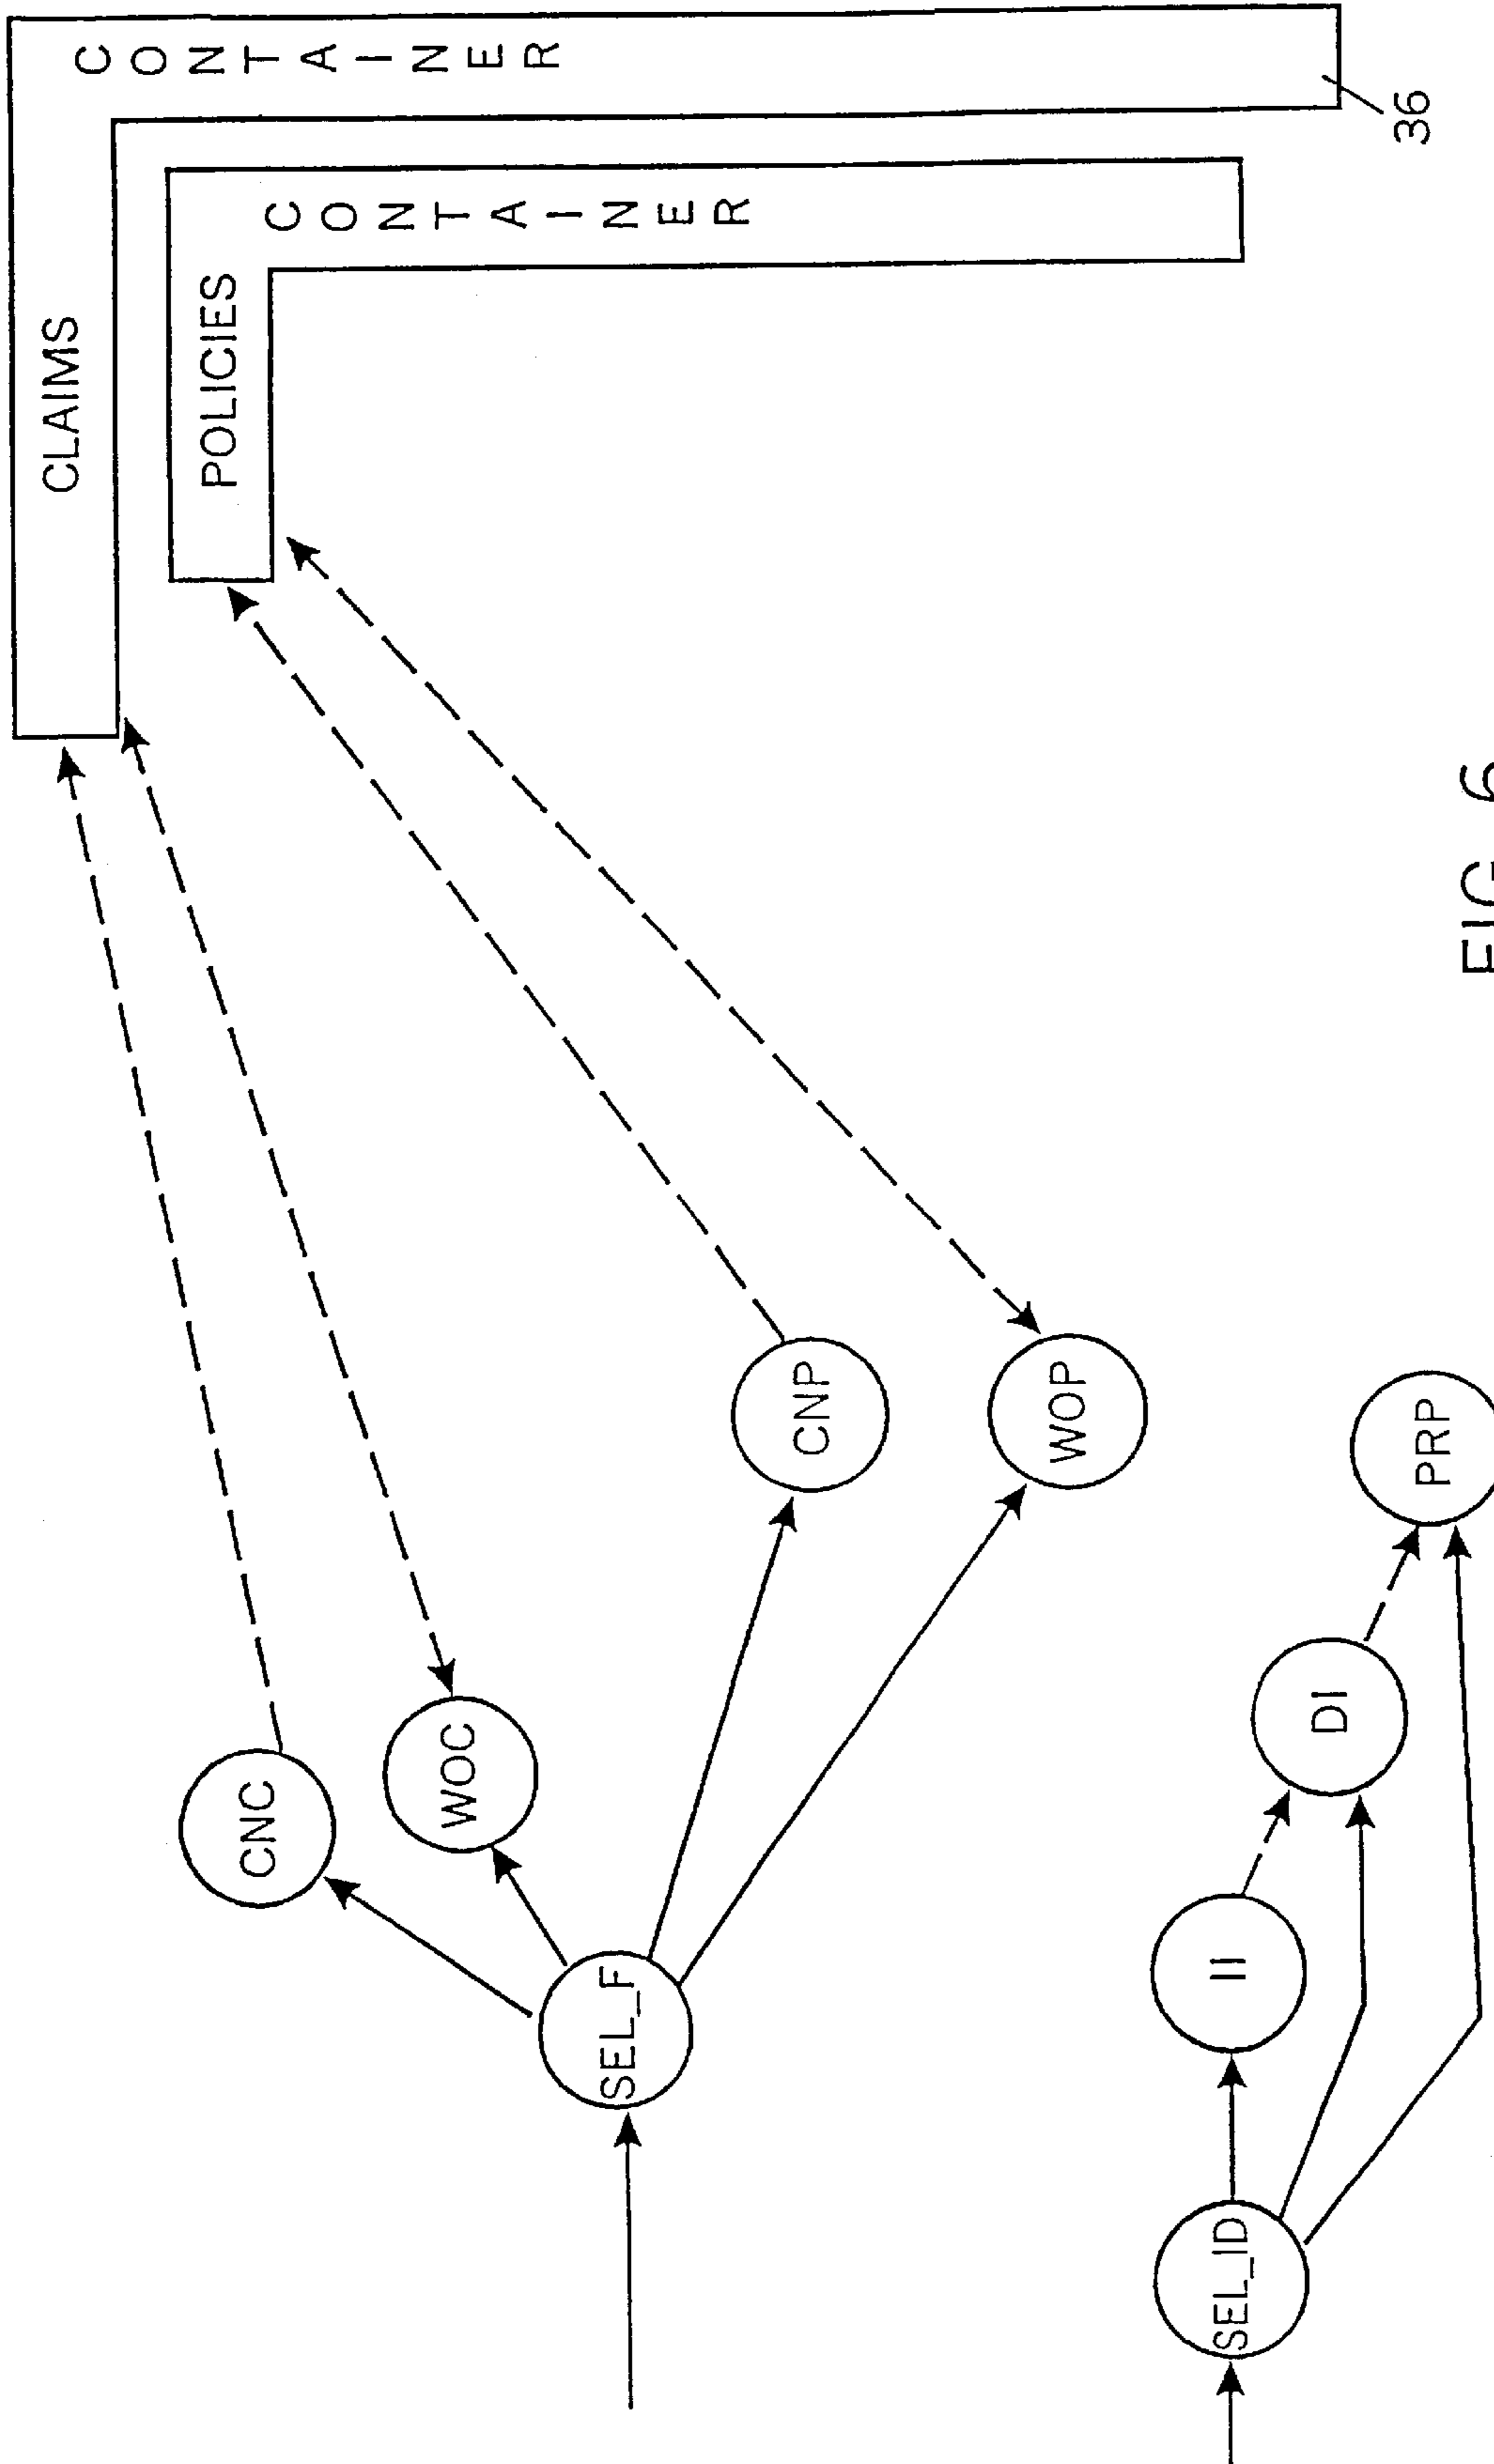 CLAIMS
CONTAINER
POLICIES
CONTAINER
36
CNC
WOC
SEL_F
CNP
WOP
SEL_ID
II
DI
PRP
FIG. 6